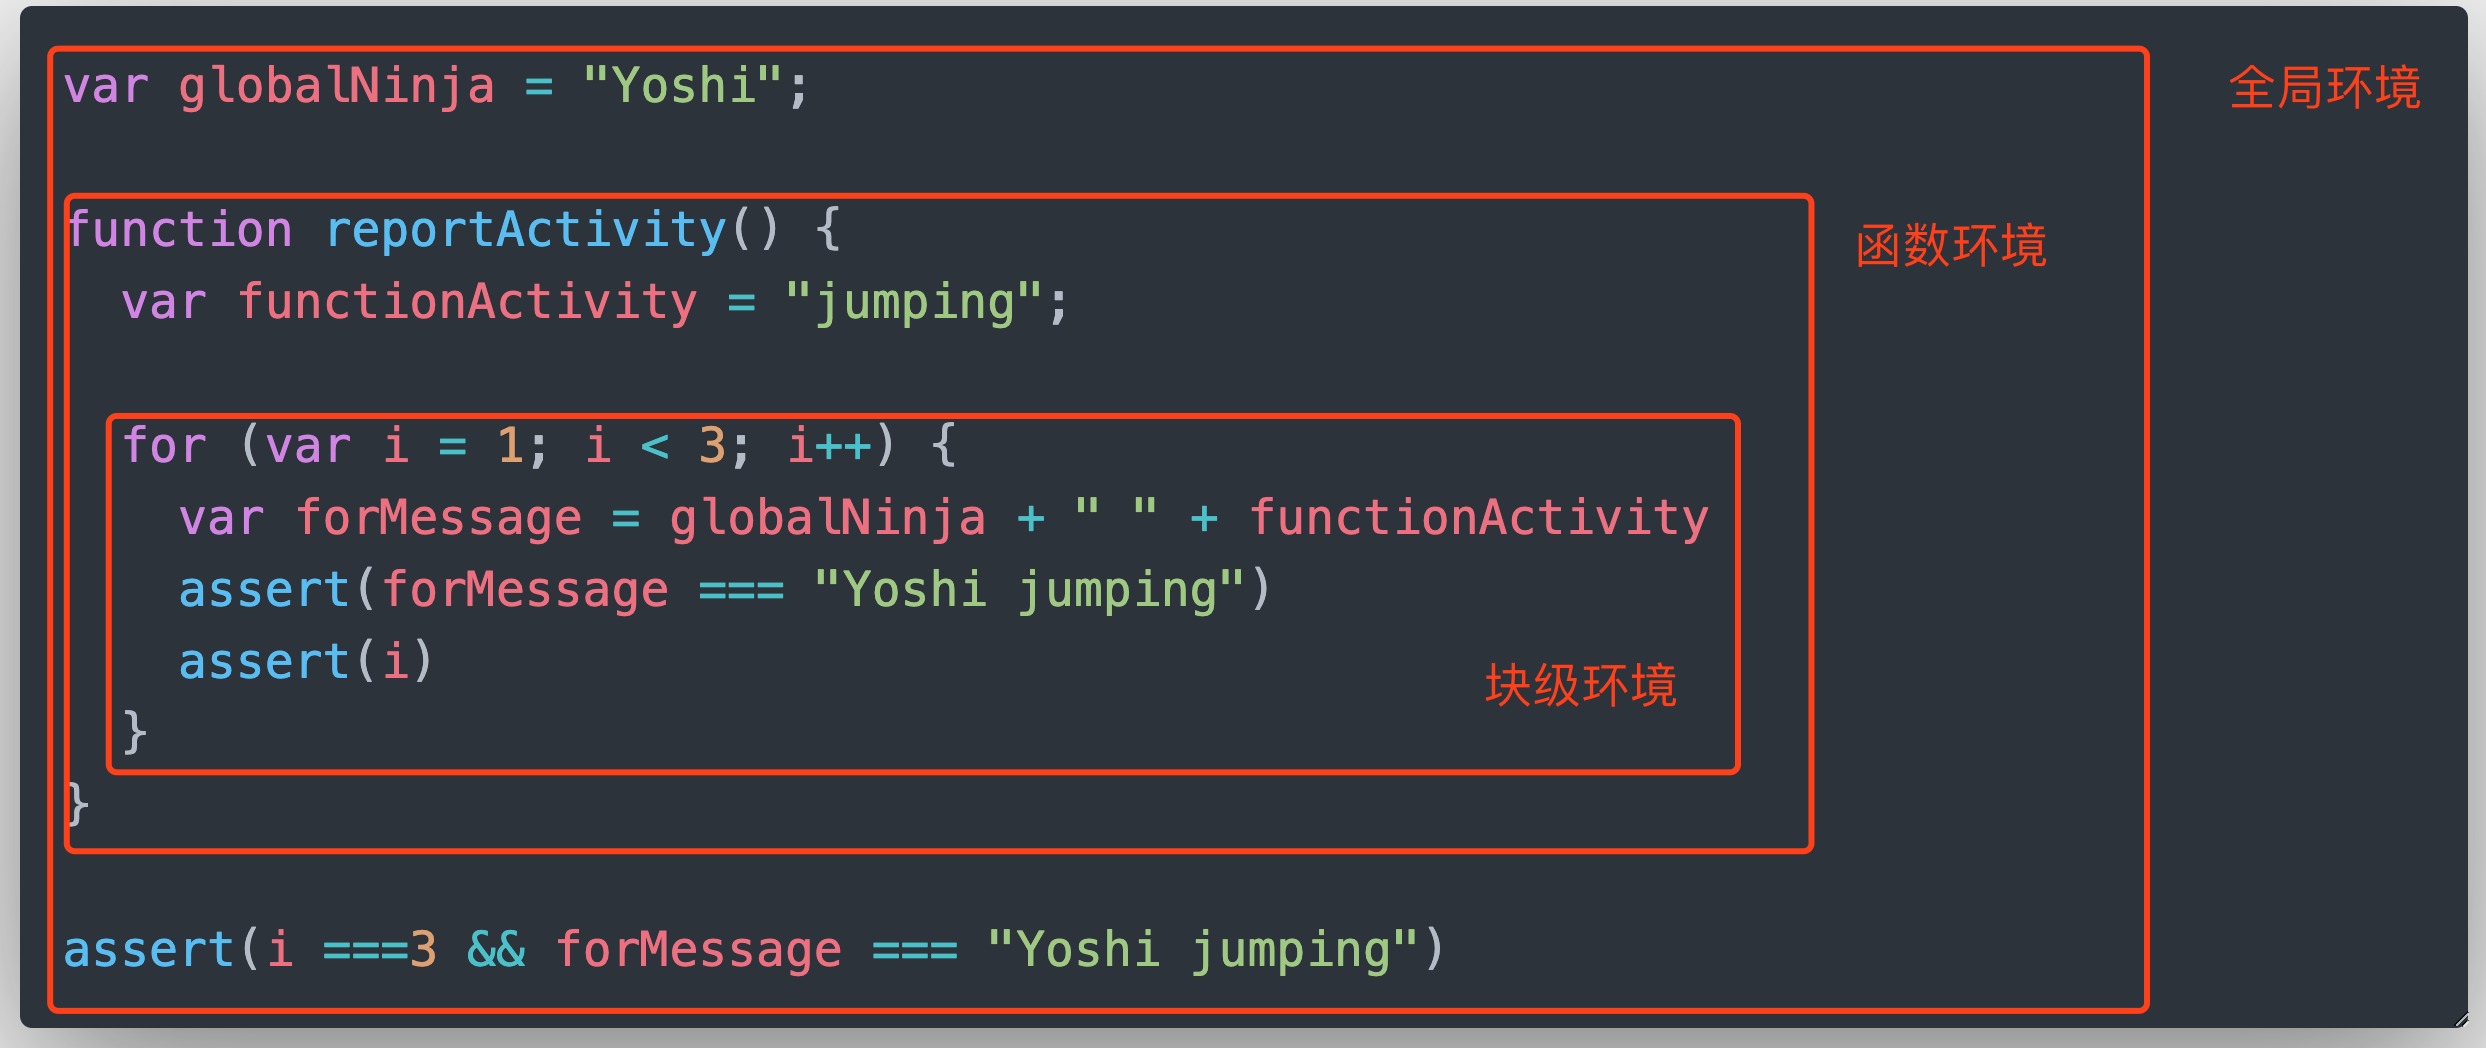 var globalNinja = "Yoshi";
全局环境
function reportActivity() {
函数环境
var functionActivity = "jumping";
for (var i = 1; i < 3; i++) {
var forMessage = globalNinja + " " + functionActivity
assert(forMessage === "Yoshi jumping")
assert(i)
块级环境
}
}
assert(i ===3 && forMessage === "Yoshi jumping")